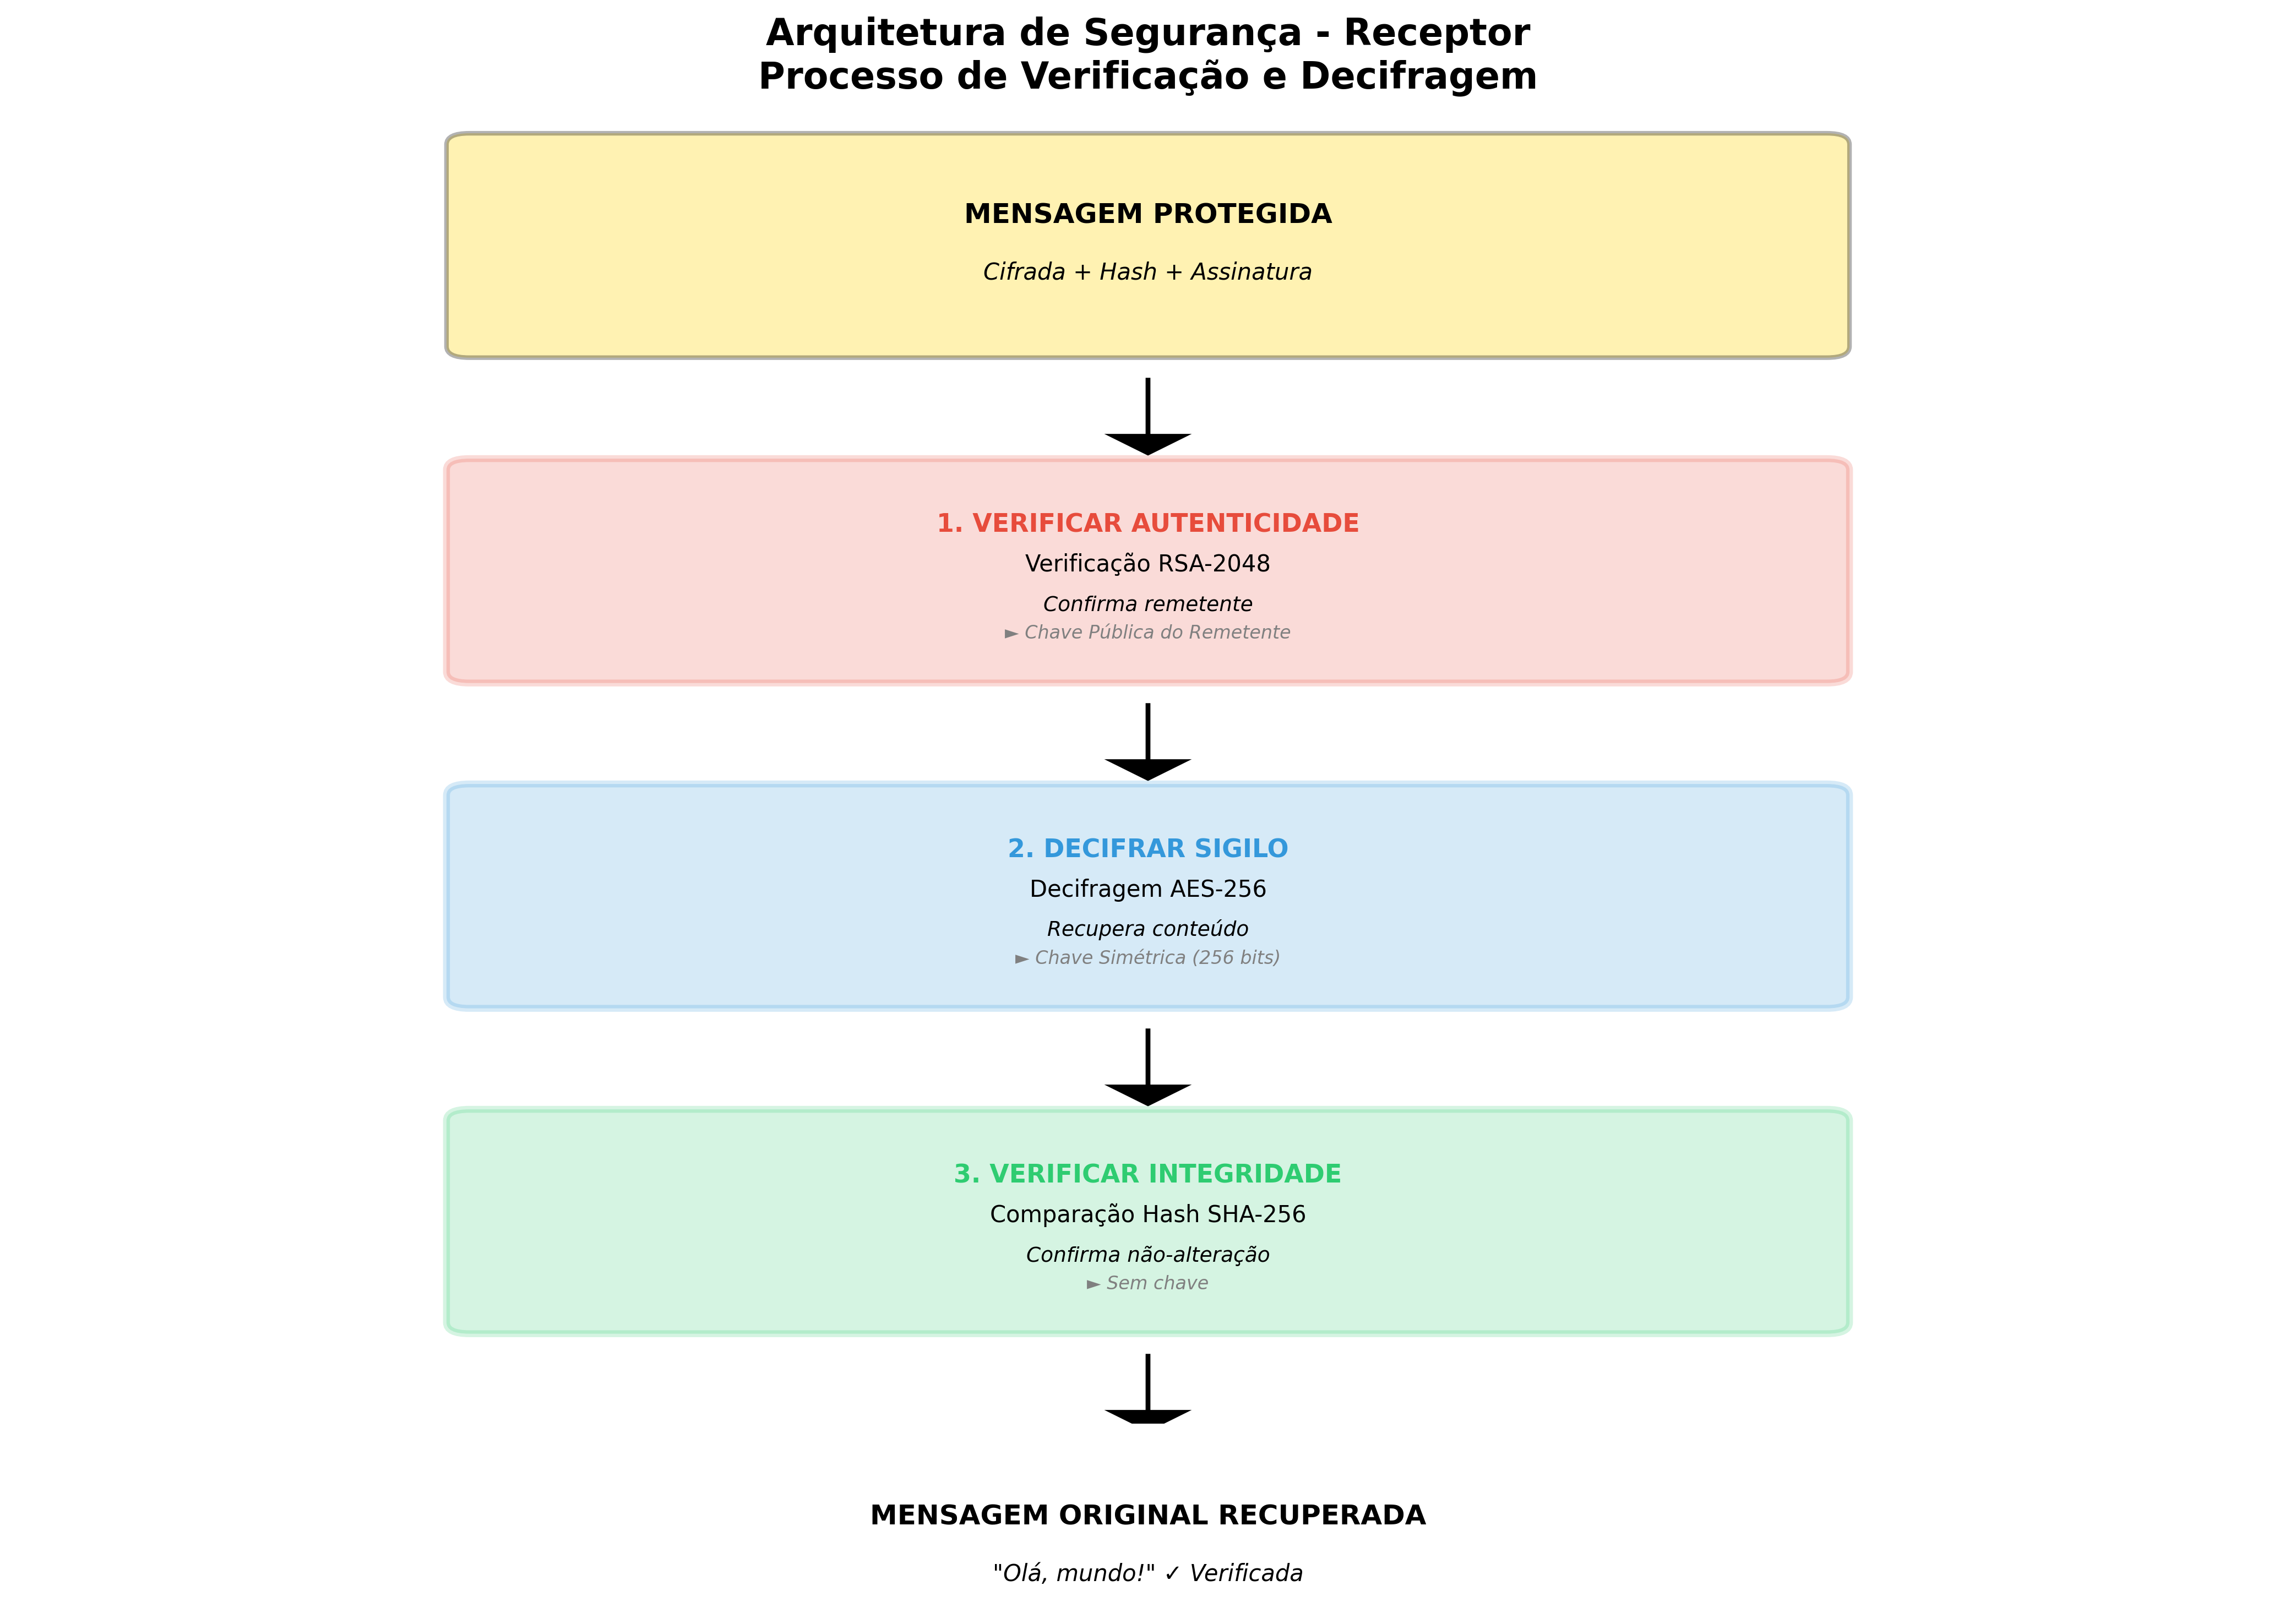 Arquitetura de Segurança - Receptor
Processo de Verificação e Decifragem
MENSAGEM PROTEGIDA
Cifrada + Hash + Assinatura
1. VERIFICAR AUTENTICIDADE
Verificação RSA-2048
Confirma remetente
► Chave Pública do Remetente
2. DECIFRAR SIGILO
Decifragem AES-256
Recupera conteúdo
► Chave Simétrica (256 bits)
3. VERIFICAR INTEGRIDADE
Comparação Hash SHA-256
Confirma não-alteração
► Sem chave
MENSAGEM ORIGINAL RECUPERADA
"Olá, mundo!" ✓ Verificada